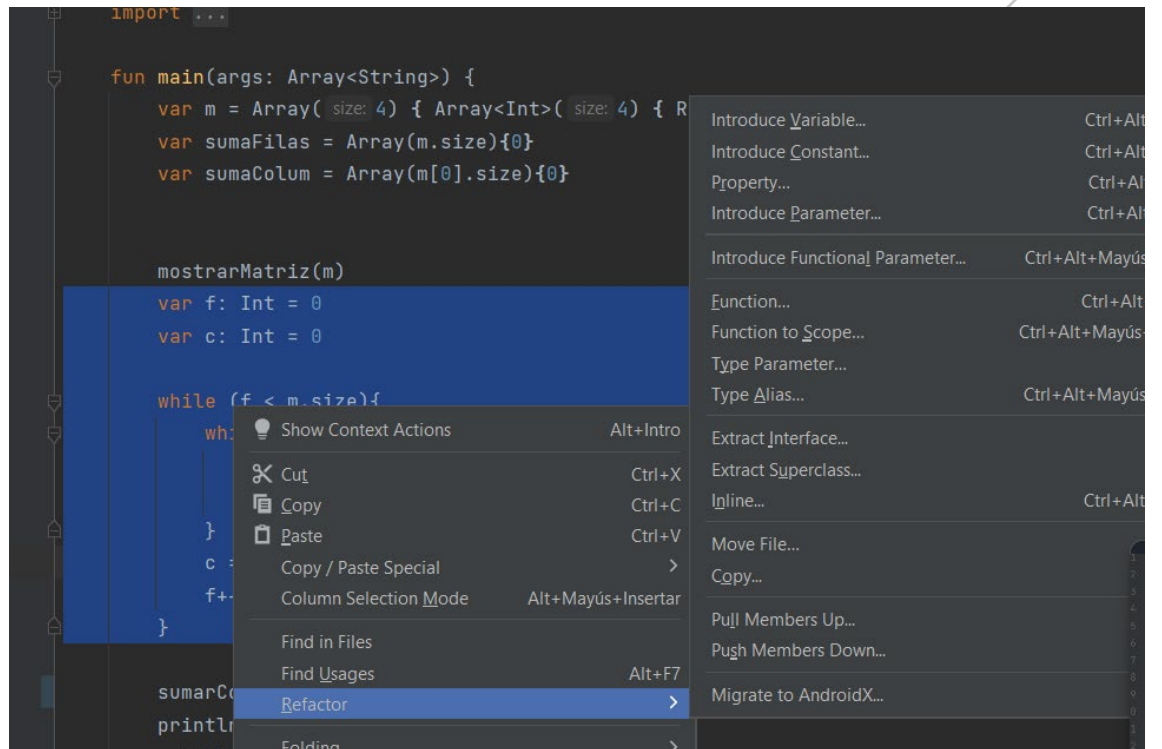 import ...
fun main(args: Array<String>) {
var m = Array( size: 4) { Array<Int>( size: 4) { R
var sumaFilas = Array(m.size){0}
var sumaColum = Array(m[0].size){0}
mostrarMatriz(m)
var f: Int = 0
var c: Int = 0
while (f < m.size){
whi
}
c =
f+-
}
sumarCo
println
Show Context Actions Alt+Intro
Cut Ctrl+X
Copy Ctrl+C
Paste Ctrl+V
Copy / Paste Special
Column Selection Mode Alt+Mayús+Insertar
Find in Files
Find Usages Alt+F7
Refactor
Folding
Introduce Variable... Ctrl+Alt
Introduce Constant... Ctrl+Alt
Property... Ctrl+Al
Introduce Parameter... Ctrl+Alt
Introduce Functional Parameter... Ctrl+Alt+Mayús
Function... Ctrl+Alt
Function to Scope... Ctrl+Alt+Mayús+
Type Parameter...
Type Alias... Ctrl+Alt+Mayús
Extract Interface...
Extract Superclass...
Inline... Ctrl+Alt
Move File...
Copy...
Pull Members Up...
Push Members Down...
Migrate to AndroidX...